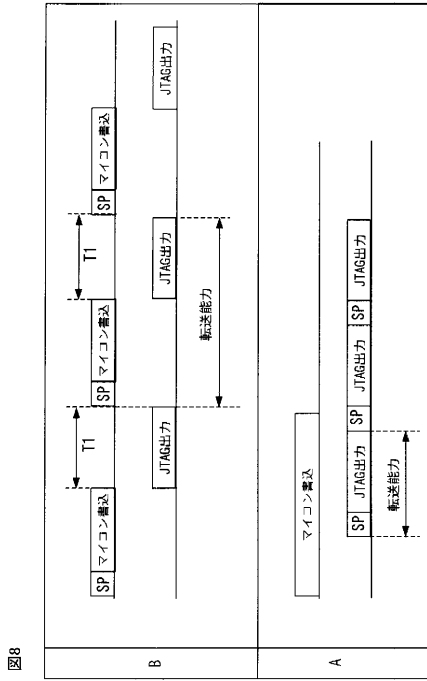 図8
B
SP マイコン書込
T1
SP マイコン書込
T1
SP マイコン書込
JTAG出力
JTAG出力
JTAG出力
転送能力
A
マイコン書込
SP JTAG出力 SP JTAG出力 SP JTAG出力
転送能力